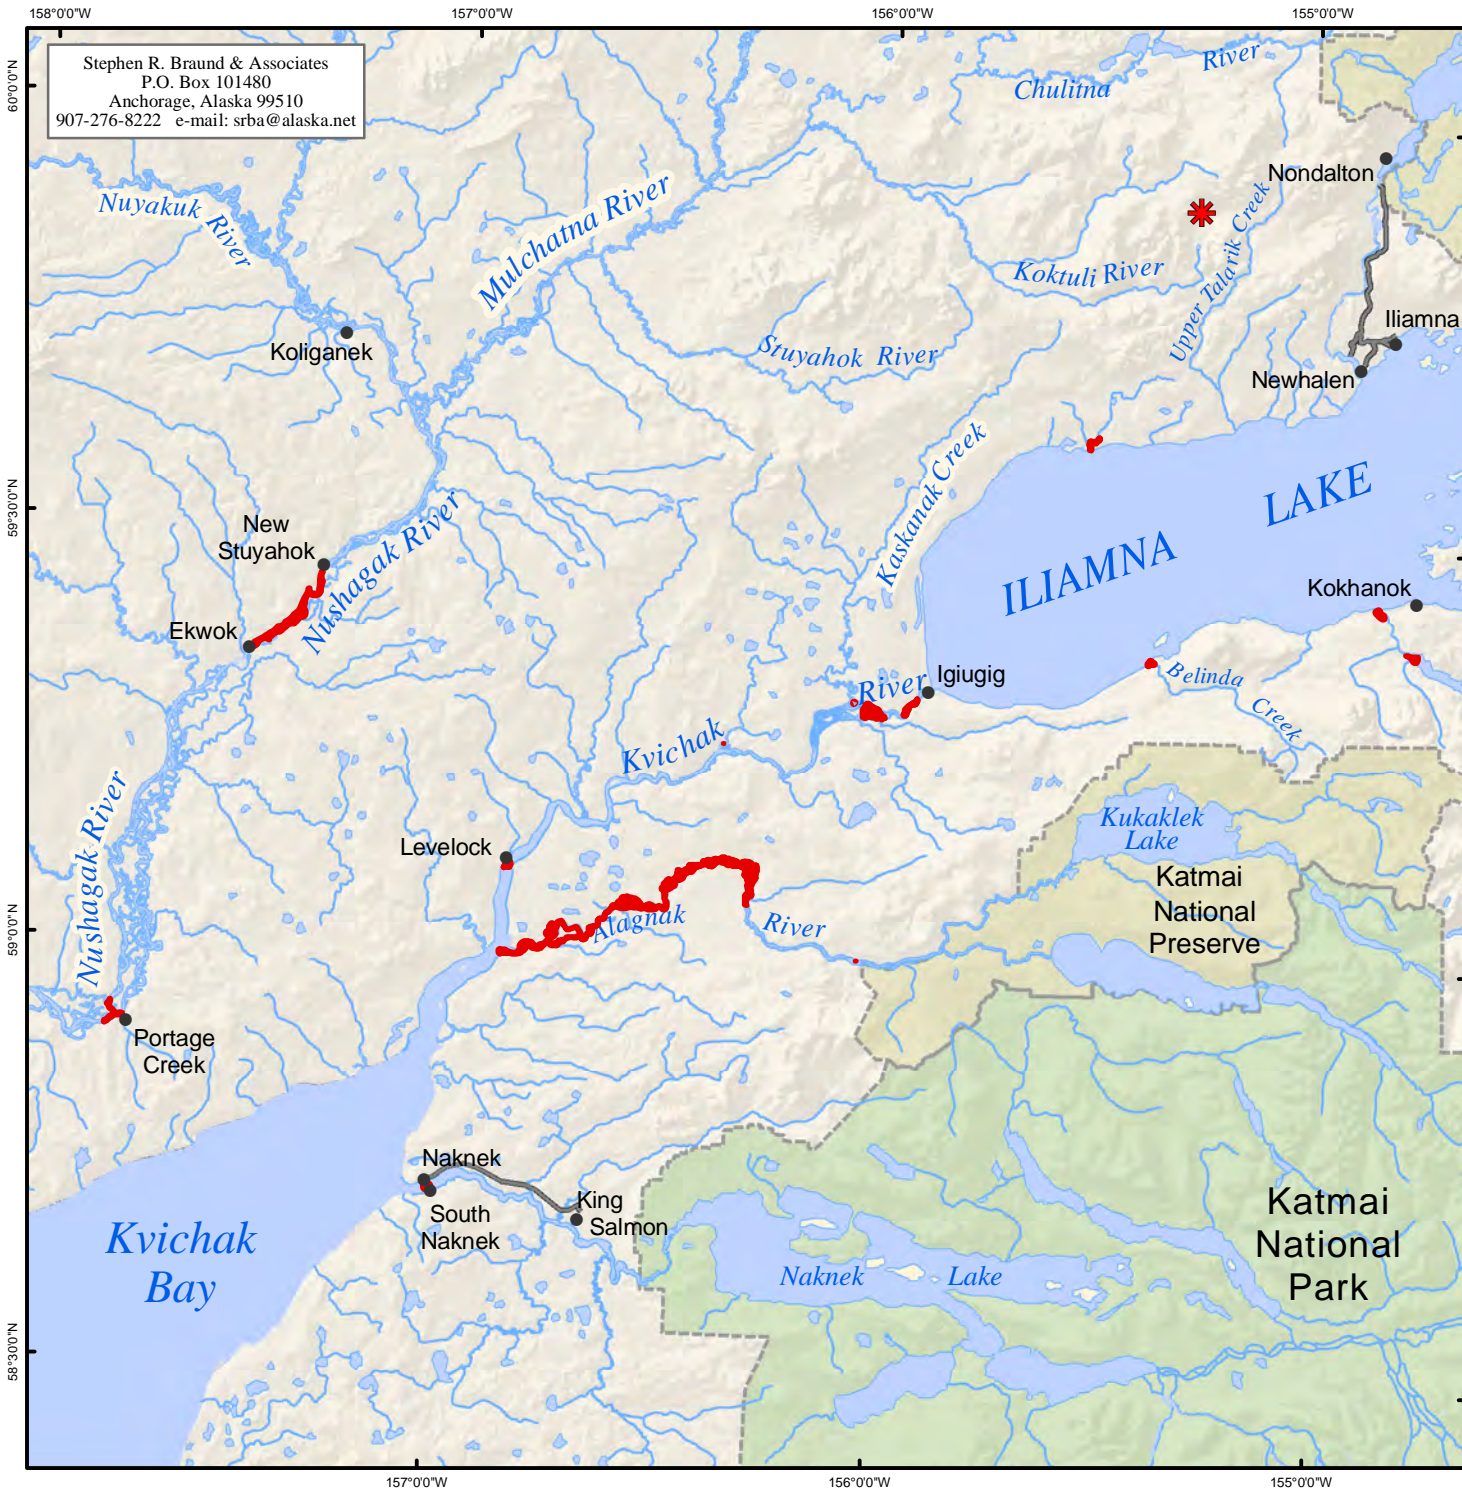 158°0'0"W
157°0'0"W
156°0'0"W
155°0'0"W
60°0'0"N
Stephen R. Braund & Associates
P.O. Box 101480
Anchorage, Alaska 99510
907-276-8222 e-mail: srba@alaska.net
Chulitna River
Nondalton
Nuyakuk River
Mulchatna River
Upper Talarik Creek
Koktuli River
Iliamna
Koliganek
Stuyahok River
Newhalen
Kaskanak Creek
ILIAMNA LAKE
59°30'0"N
New
Stuyahok
Nushagak River
Ekwok
Kokhanok
Igiugig
River
Belinda
Creek
Kvichak
Nushagak River
Levelock
Kukaklek
Lake
Katmai
National
Preserve
Alagnak
River
59°0'0"N
Portage
Creek
Naknek
South
Naknek
King
Salmon
Kvichak
Bay
Katmai
National
Park
Naknek Lake
58°30'0"N
157°0'0"W
156°0'0"W
155°0'0"W